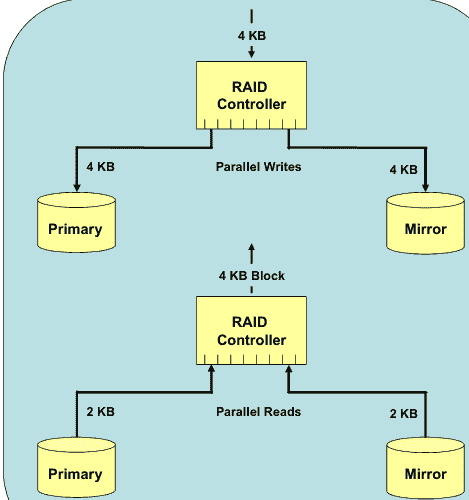 4 KB
RAID
Controller
4 KB
Parallel Writes
4 KB
Primary
Mirror
4 KB Block
RAID
Controller
2 KB
Parallel Reads
2 KB
Primary
Mirror